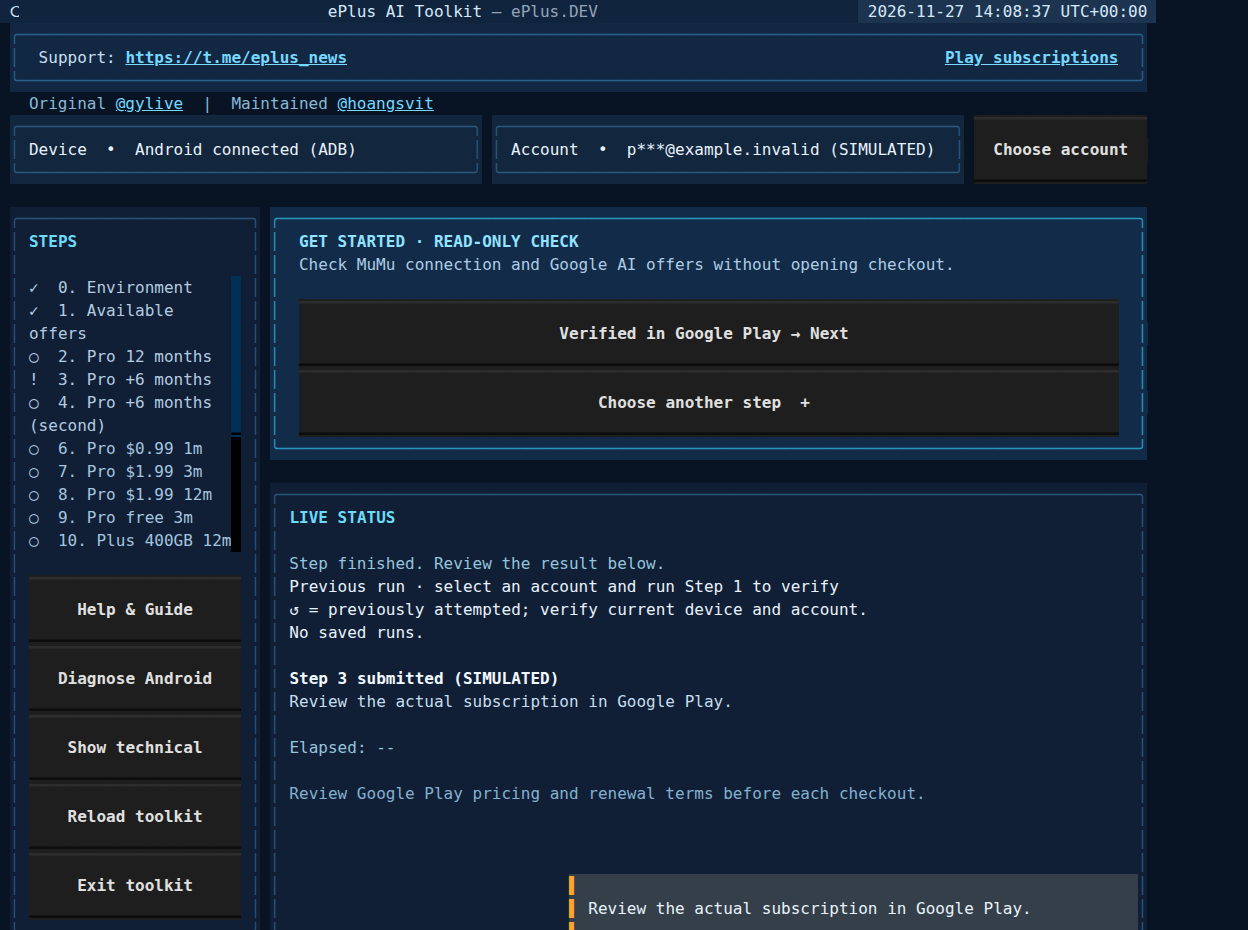 C
ePlus AI Toolkit — ePlus.DEV
2026-11-27 14:08:37 UTC+00:00
Support: https://t.me/eplus_news
Play subscriptions
Original @gylive | Maintained @hoangsvit
Device • Android connected (ADB)
Account • p***@example.invalid (SIMULATED)
Choose account
STEPS
✓ 0. Environment
✓ 1. Available
offers
○ 2. Pro 12 months
! 3. Pro +6 months
○ 4. Pro +6 months
(second)
○ 6. Pro $0.99 1m
○ 7. Pro $1.99 3m
○ 8. Pro $1.99 12m
○ 9. Pro free 3m
○ 10. Plus 400GB 12m
Help & Guide
Diagnose Android
Show technical
Reload toolkit
Exit toolkit
GET STARTED · READ-ONLY CHECK
Check MuMu connection and Google AI offers without opening checkout.
Verified in Google Play → Next
Choose another step +
LIVE STATUS
Step finished. Review the result below.
Previous run · select an account and run Step 1 to verify
↺ = previously attempted; verify current device and account.
No saved runs.
Step 3 submitted (SIMULATED)
Review the actual subscription in Google Play.
Elapsed: --
Review Google Play pricing and renewal terms before each checkout.
Review the actual subscription in Google Play.